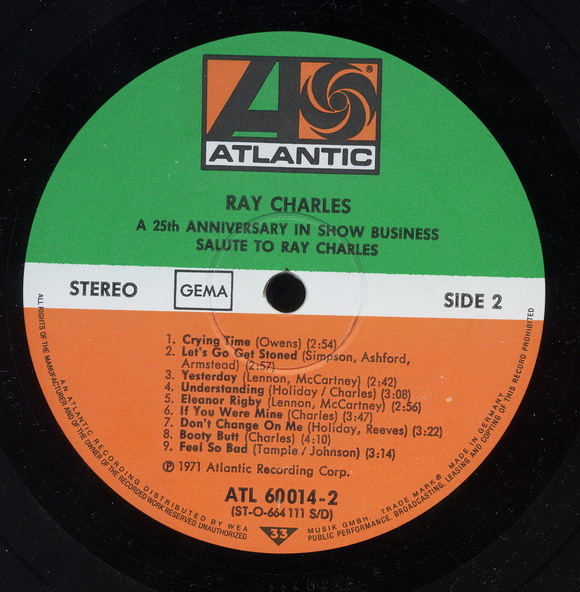 ATLANTIC
®
RAY CHARLES
A 25th ANNIVERSARY IN SHOW BUSINESS
SALUTE TO RAY CHARLES
STEREO
GEMA
SIDE 2
1. Crying Time (Owens) (2:54)
2. Let's Go Get Stoned (Simpson, Ashford,
Armstead) (2:57)
3. Yesterday (Lennon, McCartney) (2:42)
4. Understanding (Holiday / Charles) (3:08)
5. Eleanor Rigby (Lennon, McCartney) (2:56)
6. If You Were Mine (Charles) (3:47)
7. Don't Change On Me (Holiday, Reeves) (3:22)
8. Booty Butt (Charles) (4:10)
9. Feel So Bad (Tample / Johnson) (3:14)
℗ 1971 Atlantic Recording Corp.
ATL 60014-2
(ST-O-664 111 S/D)
33
AN ATLANTIC RECORDING DISTRIBUTED BY WEA MUSIK GMBH. TRADE MARK® MADE IN GERMANY
ALL RIGHTS OF THE MANUFACTURER AND OF THE OWNER OF THE RECORDED WORK RESERVED. UNAUTHORIZED PUBLIC PERFORMANCE, BROADCASTING, LEASING AND COPYING OF THIS RECORD PROHIBITED